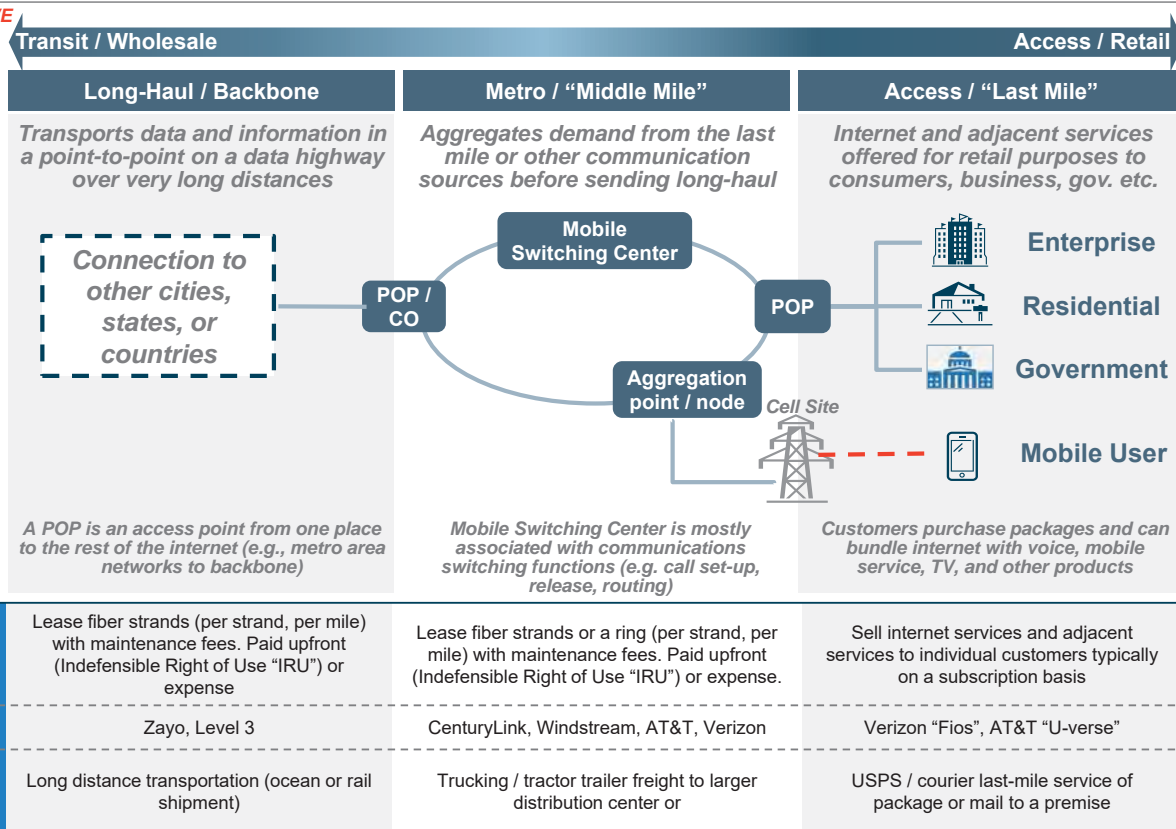 Transit / Wholesale
Access / Retail
Long-Haul / Backbone
Metro / “Middle Mile”
Access / “Last Mile”
Transports data and information in
a point-to-point on a data highway
over very long distances
Aggregates demand from the last
mile or other communication
sources before sending long-haul
Internet and adjacent services
offered for retail purposes to
consumers, business, gov. etc.
Connection to
other cities,
states, or
countries
POP /
CO
Mobile
Switching Center
POP
Aggregation
point / node
Cell Site
Enterprise
Residential
Government
Mobile User
A POP is an access point from one place
to the rest of the internet (e.g., metro area
networks to backbone)
Mobile Switching Center is mostly
associated with communications
switching functions (e.g. call set-up,
release, routing)
Customers purchase packages and can
bundle internet with voice, mobile
service, TV, and other products
Lease fiber strands (per strand, per mile)
with maintenance fees. Paid upfront
(Indefensible Right of Use “IRU”) or
expense
Lease fiber strands or a ring (per strand, per
mile) with maintenance fees. Paid upfront
(Indefensible Right of Use “IRU”) or expense.
Sell internet services and adjacent
services to individual customers typically
on a subscription basis
Zayo, Level 3
CenturyLink, Windstream, AT&T, Verizon
Verizon “Fios”, AT&T “U-verse”
Long distance transportation (ocean or rail
shipment)
Trucking / tractor trailer freight to larger
distribution center or
USPS / courier last-mile service of
package or mail to a premise